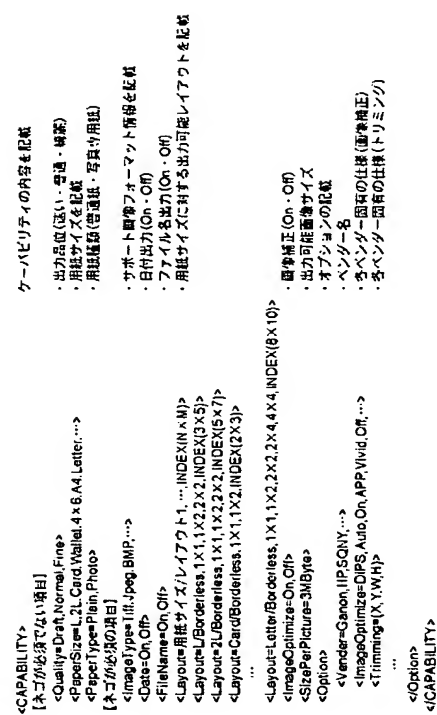 <CAPABILITY> ケーパビリティの内容を記載
[ネゴが必須でない項目]
<Quality=Draft,Normal,Fine> ・出力品位(速い・普通・綺麗)
<PaperSize=L,2L,Card,Wallet,4×6,A4,Letter,…> ・用紙サイズを記載
<PaperType=Plain,Photo> ・用紙種類(普通紙・写真専用紙)
[ネゴが必須の項目]
<ImageType=Tiff,Jpeg,BMP,…> ・サポート画像フォーマット情報を記載
<Date=On,Off> ・日付出力(On・Off)
<FileName=On,Off> ・ファイル名出力(On・Off)
<Layout=用紙サイズ/レイアウト1,…,INDEX(N×M)> ・用紙サイズに対する出力可能レイアウトを記載
<Layout=L/Borderless,1×1,1×2,2×2,INDEX(3×5)>
<Layout=2L/Borderless,1×1,1×2,2×2,INDEX(5×7)>
<Layout=Card/Borderless,1×1,1×2,INDEX(2×3)>
…
<Layout=Letter/Borderless,1×1,1×2,2×2,2×4,4×4,INDEX(8×10)>
<ImageOptimize=On,Off> ・画像補正(On・Off)
<SizePerPicture=3MByte> ・出力可能画像サイズ
<Option> ・オプションの記載
<Vender=Ganon,IIP,SQNY,…> ・ベンダー名
<ImageOptimize=DIPS,Auto,On,APP,Vivid,Off,…> ・各ベンダー固有の仕様(画像補正)
<Trimming=(X,Y,W,H)> ・各ベンダー固有の仕様(トリミング)
…
</Option>
</CAPABILITY>